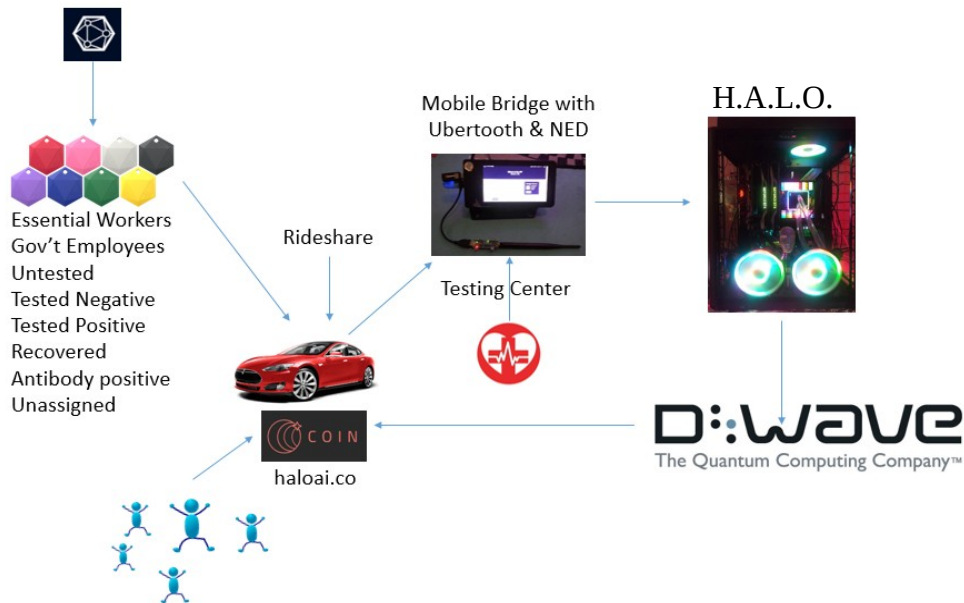 H.A.L.O.
Mobile Bridge with
Ubertooth & NED
Essential Workers
Gov't Employees
Untested
Tested Negative
Tested Positive
Recovered
Antibody positive
Unassigned
Rideshare
Testing Center
COIN
haloai.co
D:Wave
The Quantum Computing Company™